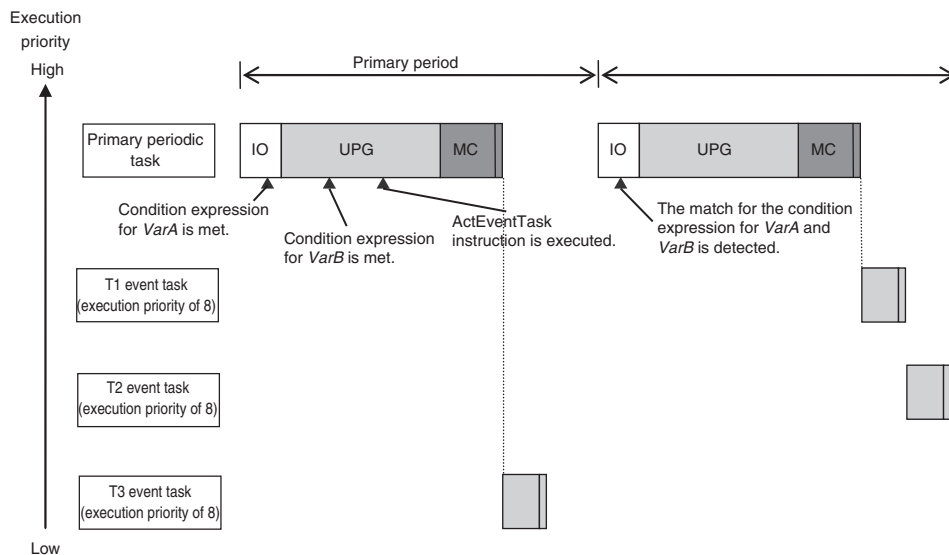 Execution
priority
High
Primary period
Primary periodic
task
IO
UPG
MC
IO
UPG
MC
Condition expression
for VarA is met.
Condition expression
for VarB is met.
ActEventTask
instruction is executed.
The match for the condition
expression for VarA and
VarB is detected.
T1 event task
(execution priority of 8)
T2 event task
(execution priority of 8)
T3 event task
(execution priority of 8)
Low